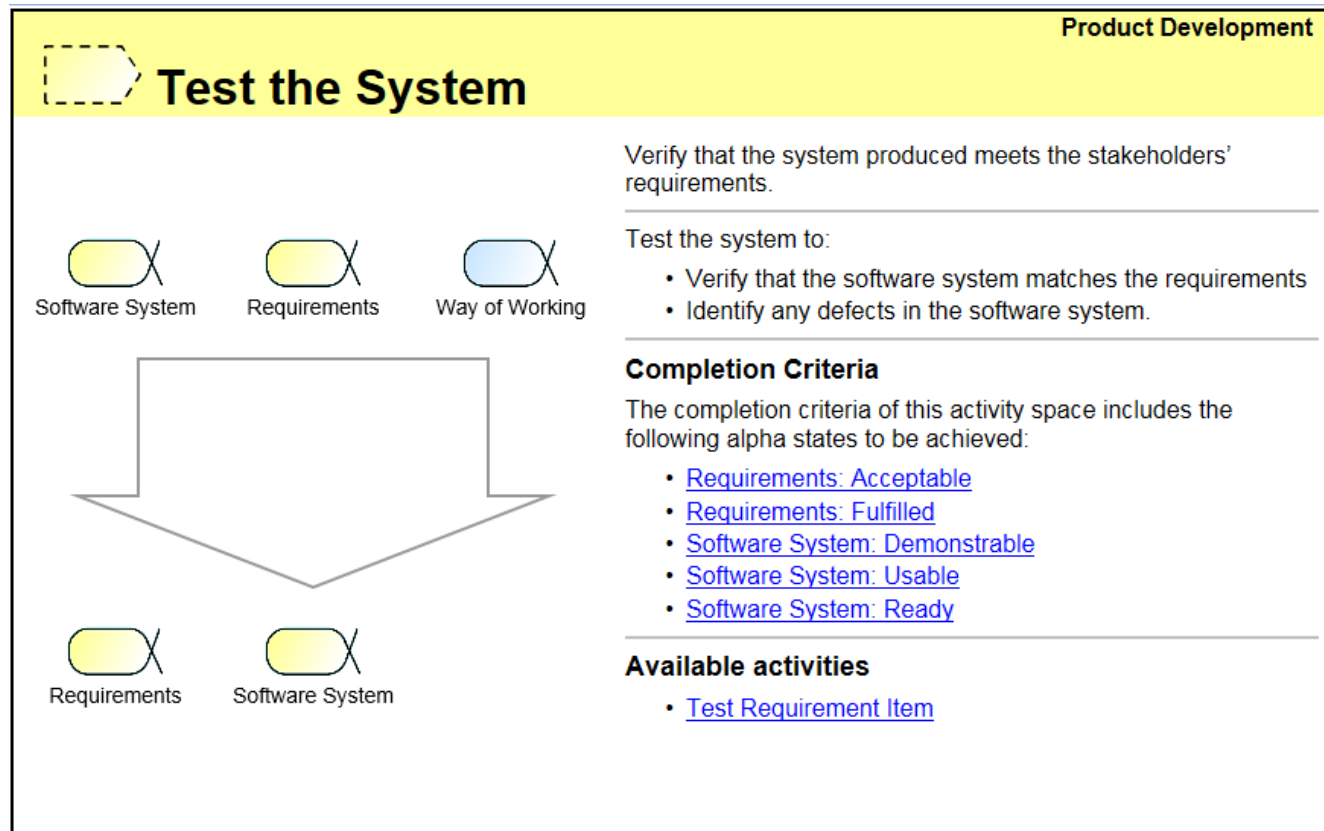 Product Development
Test the System
Verify that the system produced meets the stakeholders'
requirements.
Test the system to:
• Verify that the software system matches the requirements
• Identify any defects in the software system.
Software System
Requirements
Way of Working
Completion Criteria
The completion criteria of this activity space includes the
following alpha states to be achieved:
• Requirements: Acceptable
• Requirements: Fulfilled
• Software System: Demonstrable
• Software System: Usable
• Software System: Ready
Requirements
Software System
Available activities
• Test Requirement Item